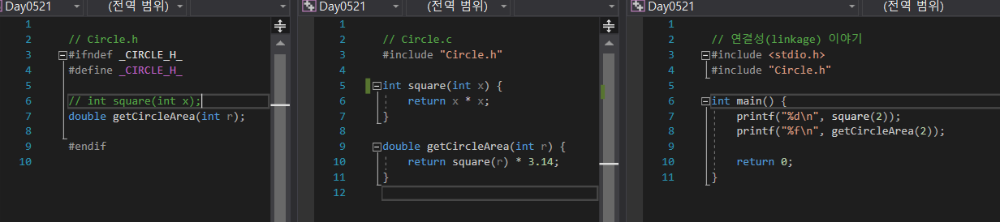 Day0521 (전역 범위)
1
2 // Circle.h
3 #ifndef _CIRCLE_H_
4 #define _CIRCLE_H_
5
6 // int square(int x);
7 double getCircleArea(int r);
8
9 #endif
10
Day0521 (전역 범위)
1
2 // Circle.c
3 #include "Circle.h"
4
5 int square(int x) {
6 return x * x;
7 }
8
9 double getCircleArea(int r) {
10 return square(r) * 3.14;
11 }
12
Day0521 (전역 범위)
1
2 // 연결성(linkage) 이야기
3 #include <stdio.h>
4 #include "Circle.h"
5
6 int main() {
7 printf("%d\n", square(2));
8 printf("%f\n", getCircleArea(2));
9
10 return 0;
11 }